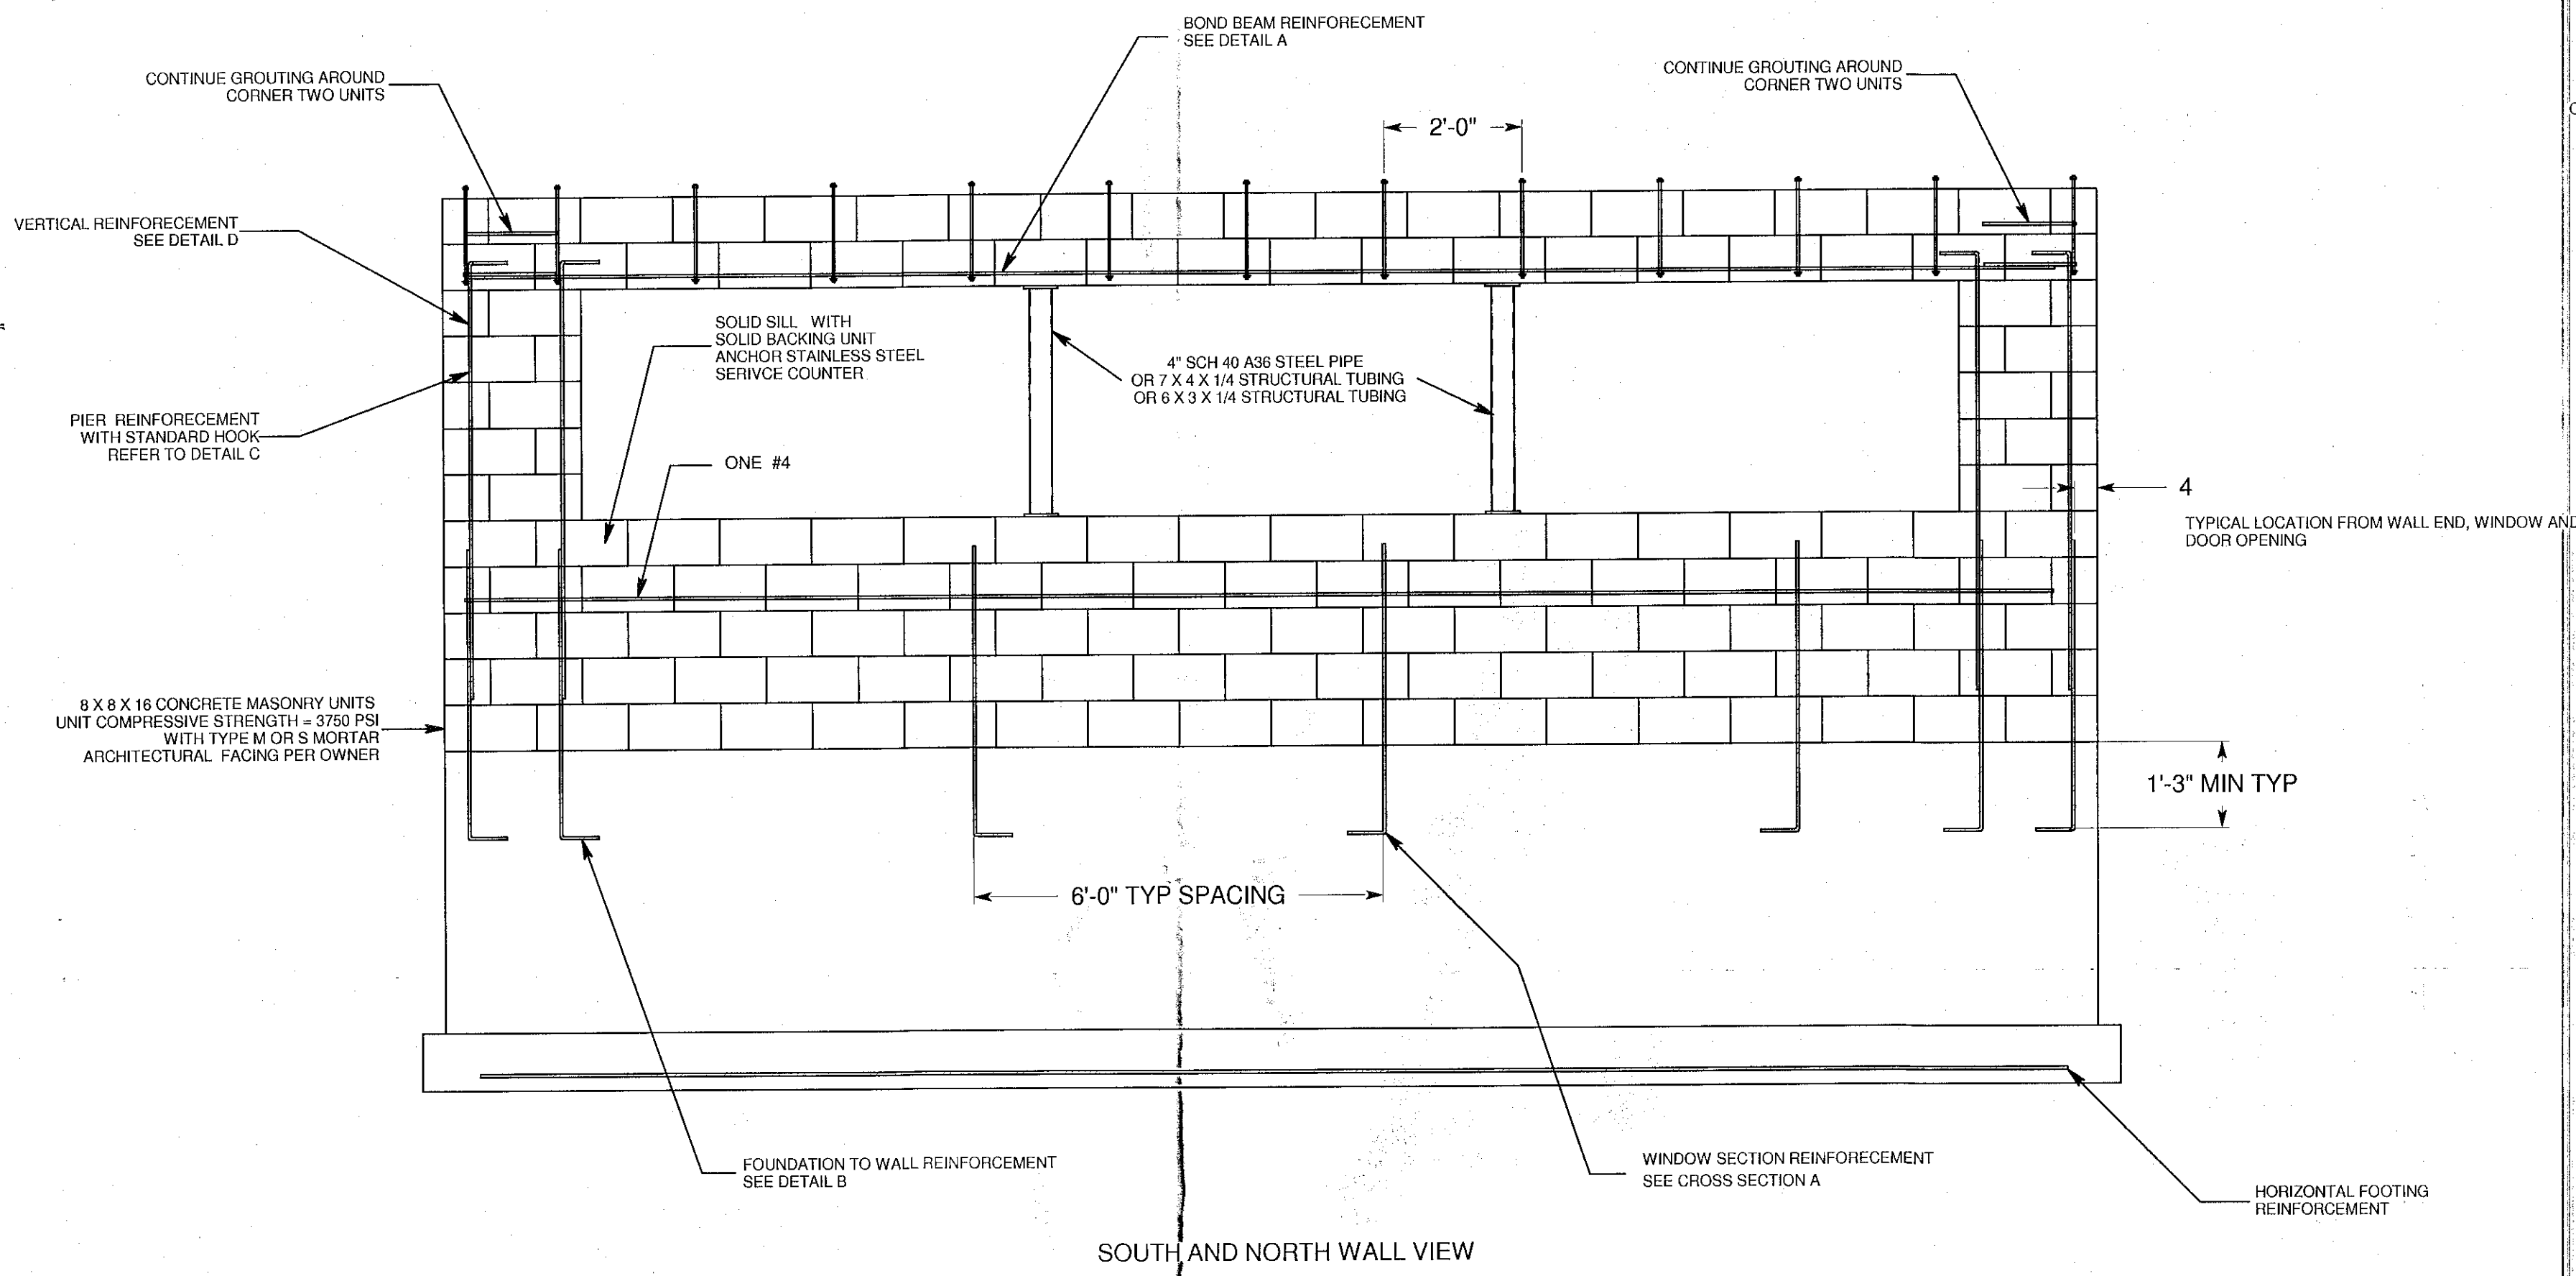 BOND BEAM REINFORECEMENT
SEE DETAIL A
CONTINUE GROUTING AROUND
CORNER TWO UNITS
CONTINUE GROUTING AROUND
CORNER TWO UNITS
2'-0"
VERTICAL REINFORECEMENT
SEE DETAIL D
SOLID SILL WITH
SOLID BACKING UNIT
ANCHOR STAINLESS STEEL
SERIVCE COUNTER
4" SCH 40 A36 STEEL PIPE
OR 7 X 4 X 1/4 STRUCTURAL TUBING
OR 6 X 3 X 1/4 STRUCTURAL TUBING
PIER REINFORECEMENT
WITH STANDARD HOOK
REFER TO DETAIL C
ONE #4
4
TYPICAL LOCATION FROM WALL END, WINDOW AND
DOOR OPENING
8 X 8 X 16 CONCRETE MASONRY UNITS
UNIT COMPRESSIVE STRENGTH = 3750 PSI
WITH TYPE M OR S MORTAR
ARCHITECTURAL FACING PER OWNER
1'-3" MIN TYP
6'-0" TYP SPACING
FOUNDATION TO WALL REINFORCEMENT
SEE DETAIL B
WINDOW SECTION REINFORECEMENT
SEE CROSS SECTION A
HORIZONTAL FOOTING
REINFORCEMENT
SOUTH AND NORTH WALL VIEW